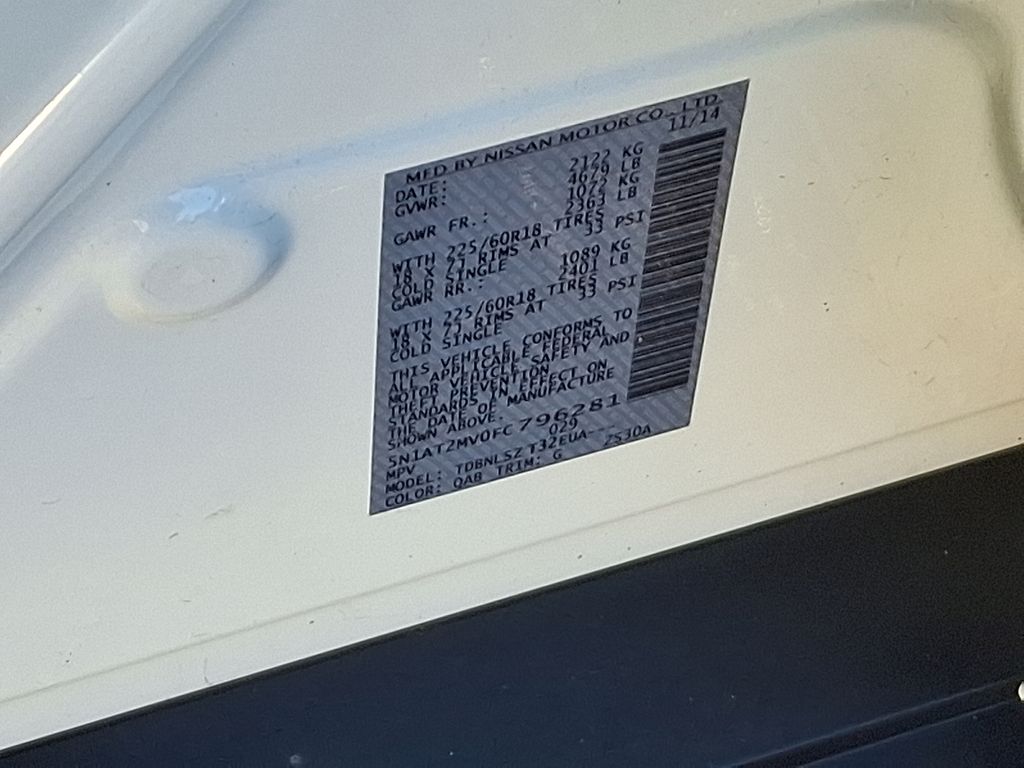 MFD BY NISSAN MOTOR CO., LTD.
DATE: 11/14
GVWR: 2122 KG
4679 LB
GAWR FR.: 1072 KG
2363 LB
WITH 225/60R18 TIRES
18 X 7J RIMS AT 33 PSI
COLD SINGLE
GAWR RR.: 1089 KG
2401 LB
WITH 225/60R18 TIRES
18 X 7J RIMS AT 33 PSI
COLD SINGLE
THIS VEHICLE CONFORMS TO
ALL APPLICABLE FEDERAL
MOTOR VEHICLE SAFETY AND
THEFT PREVENTION
STANDARDS IN EFFECT ON
THE DATE OF MANUFACTURE
SHOWN ABOVE.
5N1AT2MV0FC796281
MPV 029
MODEL: TDBNLSZ T32EUA---
COLOR: QAB TRIM: G ZS30A